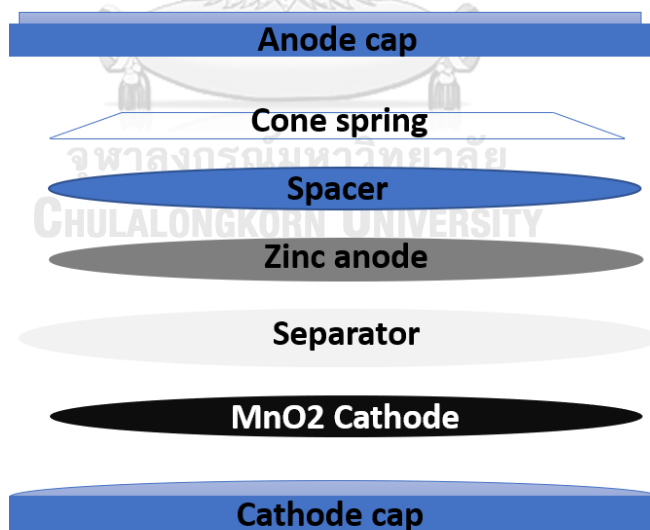 Anode cap
Cone spring
จุฬาลงกรณ์มหาวิทยาลัย
Spacer
CHULALONGKORN UNIVERSITY
Zinc anode
Separator
MnO2 Cathode
Cathode cap